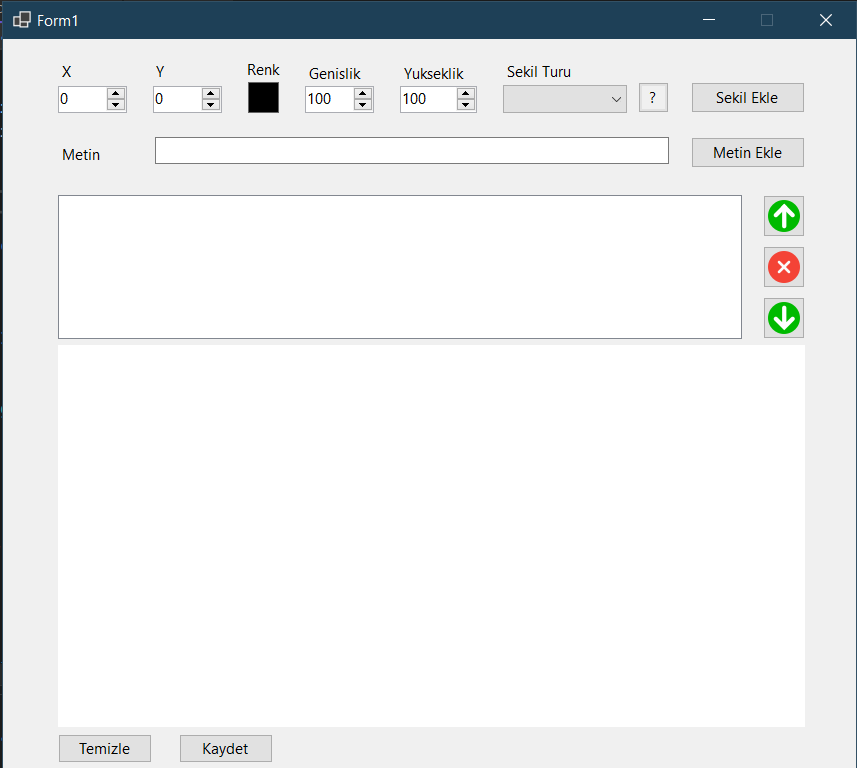 Form1
X Y Renk Genislik Yukseklik Sekil Turu
0 0 100 100 ? Sekil Ekle
Metin Metin Ekle
Temizle Kaydet